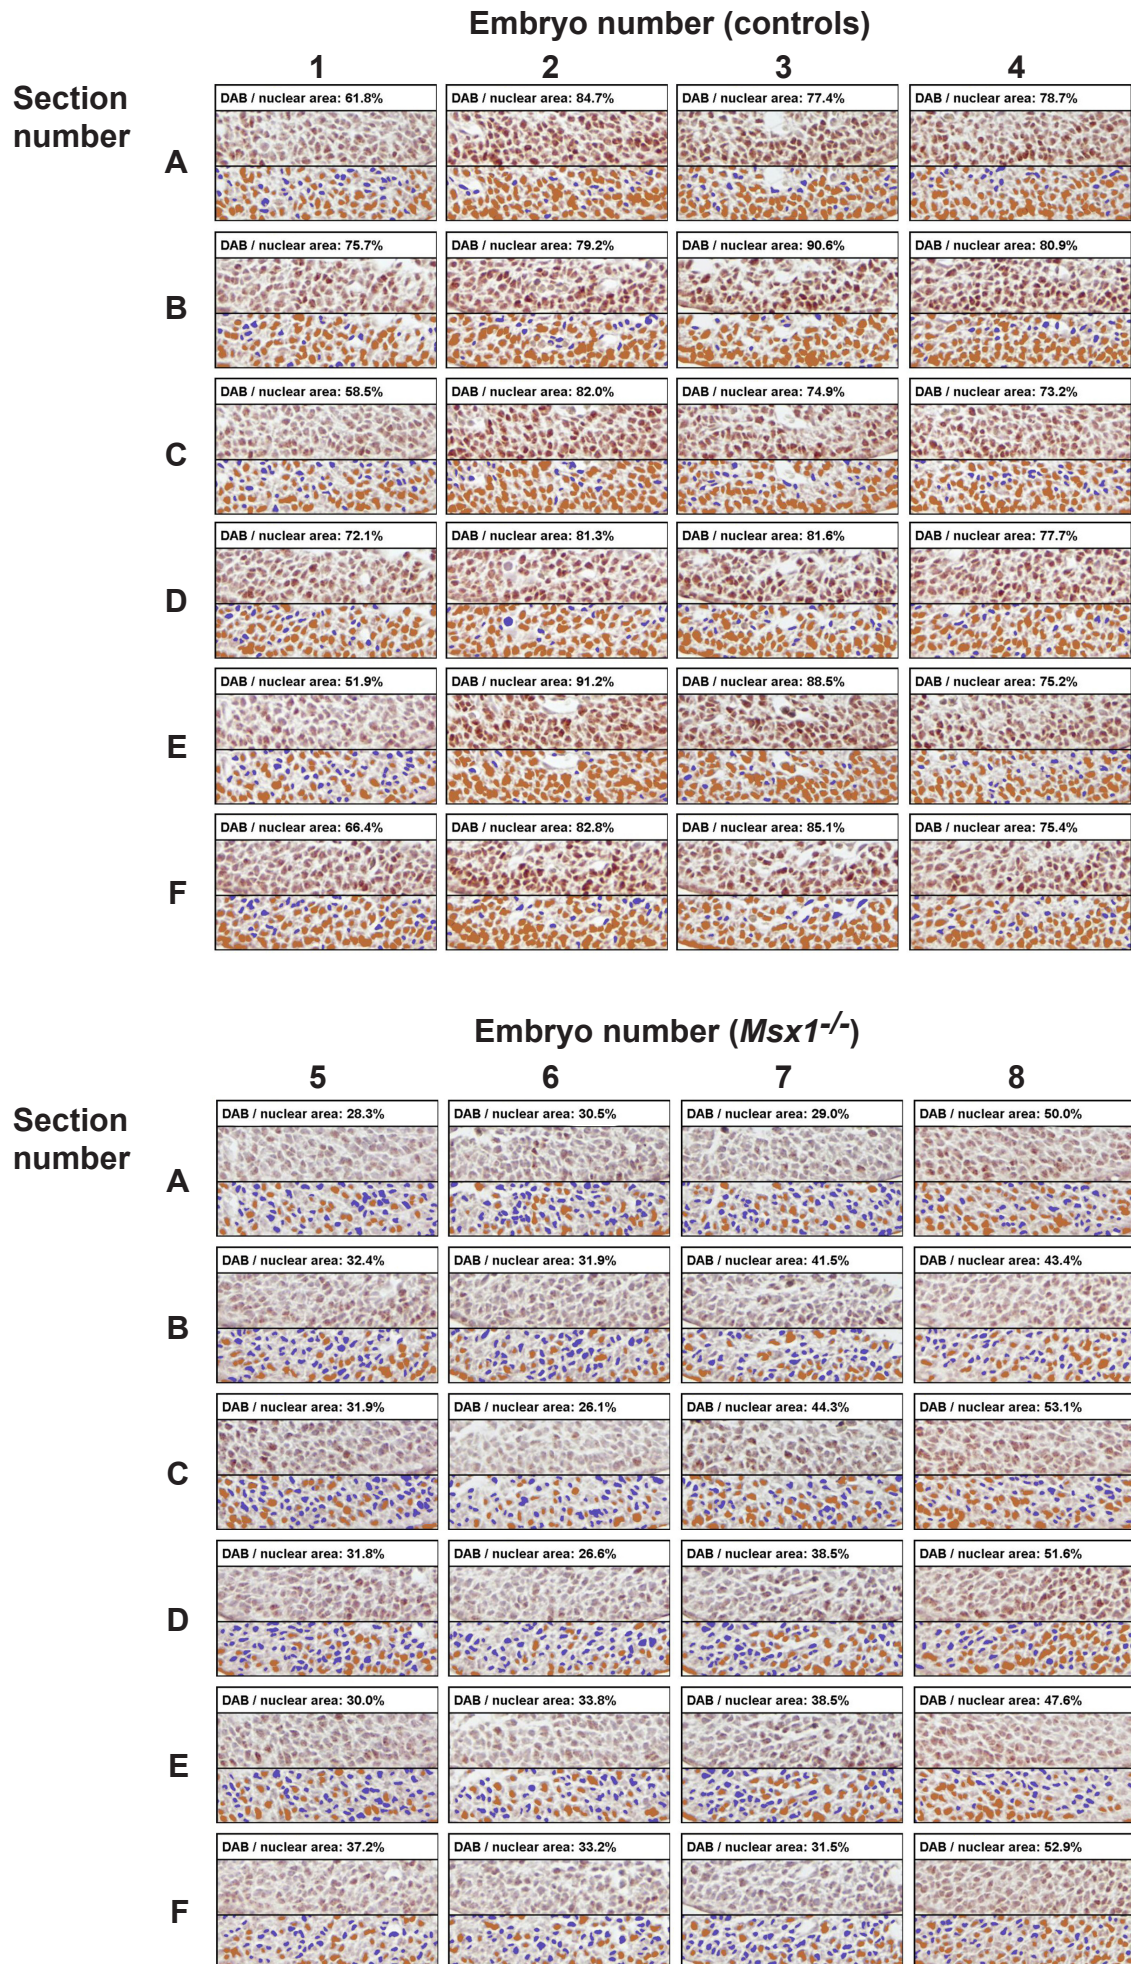 Embryo number (controls)
1 2 3 4
Section
number
DAB / nuclear area: 61.8% DAB / nuclear area: 84.7% DAB / nuclear area: 77.4% DAB / nuclear area: 78.7%
A
DAB / nuclear area: 75.7% DAB / nuclear area: 79.2% DAB / nuclear area: 90.6% DAB / nuclear area: 80.9%
B
DAB / nuclear area: 58.5% DAB / nuclear area: 82.0% DAB / nuclear area: 74.9% DAB / nuclear area: 73.2%
C
DAB / nuclear area: 72.1% DAB / nuclear area: 81.3% DAB / nuclear area: 81.6% DAB / nuclear area: 77.7%
D
DAB / nuclear area: 51.9% DAB / nuclear area: 91.2% DAB / nuclear area: 88.5% DAB / nuclear area: 75.2%
E
DAB / nuclear area: 66.4% DAB / nuclear area: 82.8% DAB / nuclear area: 85.1% DAB / nuclear area: 75.4%
F
Embryo number (Msx1-/-)
5 6 7 8
Section
number
DAB / nuclear area: 28.3% DAB / nuclear area: 30.5% DAB / nuclear area: 29.0% DAB / nuclear area: 50.0%
A
DAB / nuclear area: 32.4% DAB / nuclear area: 31.9% DAB / nuclear area: 41.5% DAB / nuclear area: 43.4%
B
DAB / nuclear area: 31.9% DAB / nuclear area: 26.1% DAB / nuclear area: 44.3% DAB / nuclear area: 53.1%
C
DAB / nuclear area: 31.8% DAB / nuclear area: 26.6% DAB / nuclear area: 38.5% DAB / nuclear area: 51.6%
D
DAB / nuclear area: 30.0% DAB / nuclear area: 33.8% DAB / nuclear area: 38.5% DAB / nuclear area: 47.6%
E
DAB / nuclear area: 37.2% DAB / nuclear area: 33.2% DAB / nuclear area: 31.5% DAB / nuclear area: 52.9%
F